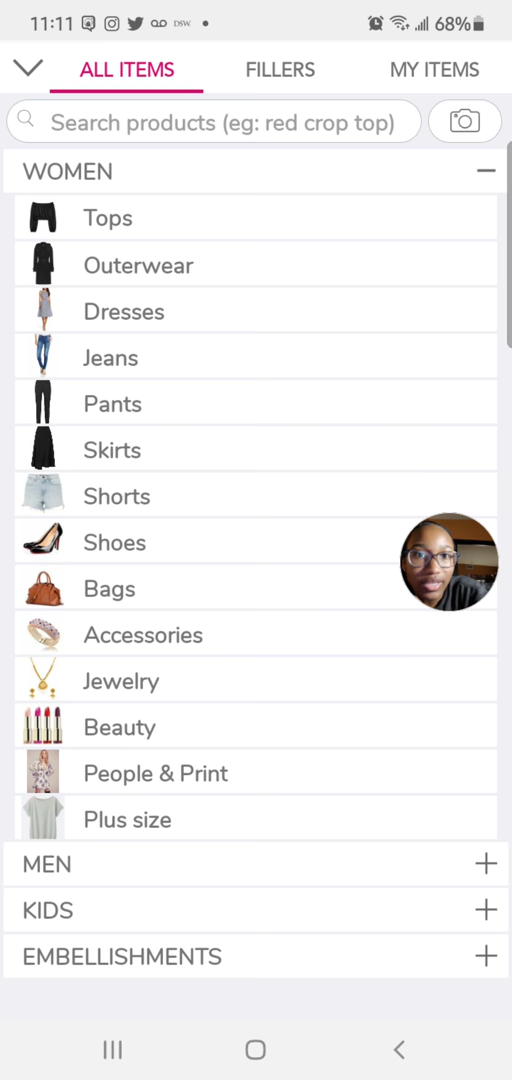 11:11 DSW 68%
ALL ITEMS FILLERS MY ITEMS
Search products (eg: red crop top)
WOMEN
Tops
Outerwear
Dresses
Jeans
Pants
Skirts
Shorts
Shoes
Bags
Accessories
Jewelry
Beauty
People & Print
Plus size
MEN
KIDS
EMBELLISHMENTS